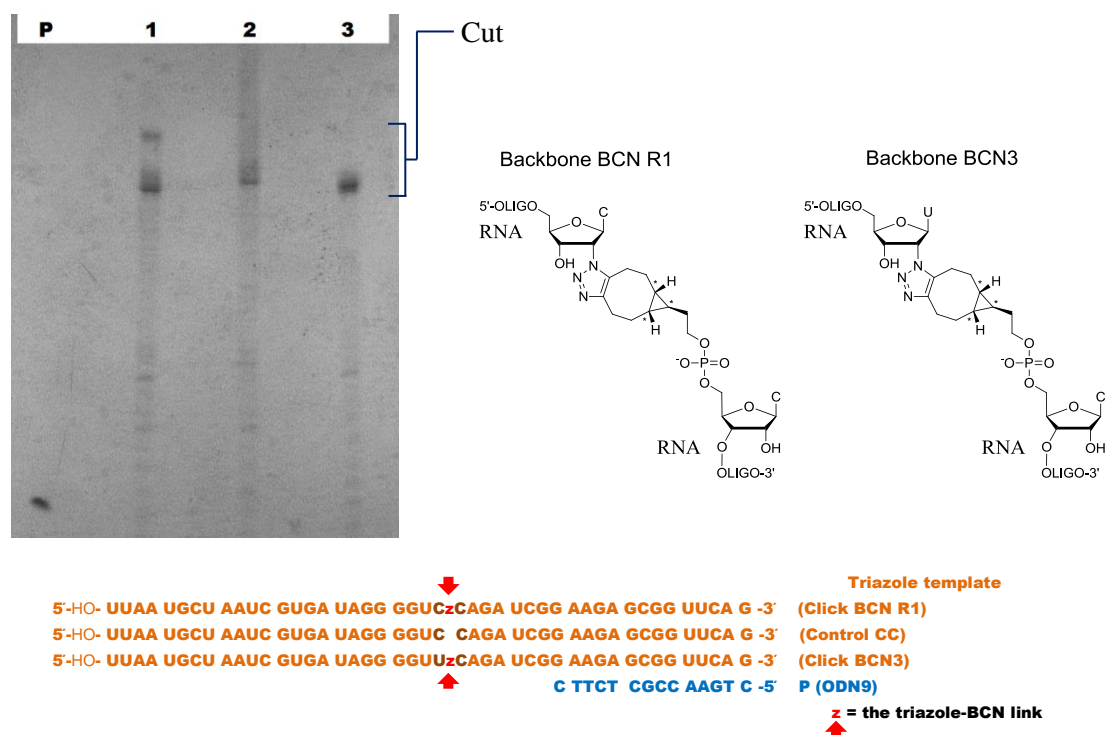 P 1 2 3
Cut
Backbone BCN R1
5'-OLIGO
RNA
O
C
OH
N
N
N
H
*
*
*
H
O
-O-P=O
O
O
C
RNA
O
OH
OLIGO-3'
Backbone BCN3
5'-OLIGO
RNA
O
U
OH
N
N
N
H
*
*
*
H
O
-O-P=O
O
O
C
RNA
O
OH
OLIGO-3'
Triazole template
5′-HO- UUAA UGCU AAUC GUGA UAGG GGUCzCAGA UCGG AAGA GCGG UUCA G -3′ (Click BCN R1)
5′-HO- UUAA UGCU AAUC GUGA UAGG GGUC CAGA UCGG AAGA GCGG UUCA G -3′ (Control CC)
5′-HO- UUAA UGCU AAUC GUGA UAGG GGUUzCAGA UCGG AAGA GCGG UUCA G -3′ (Click BCN3)
C TTCT CGCC AAGT C -5′ P (ODN9)
z = the triazole-BCN link